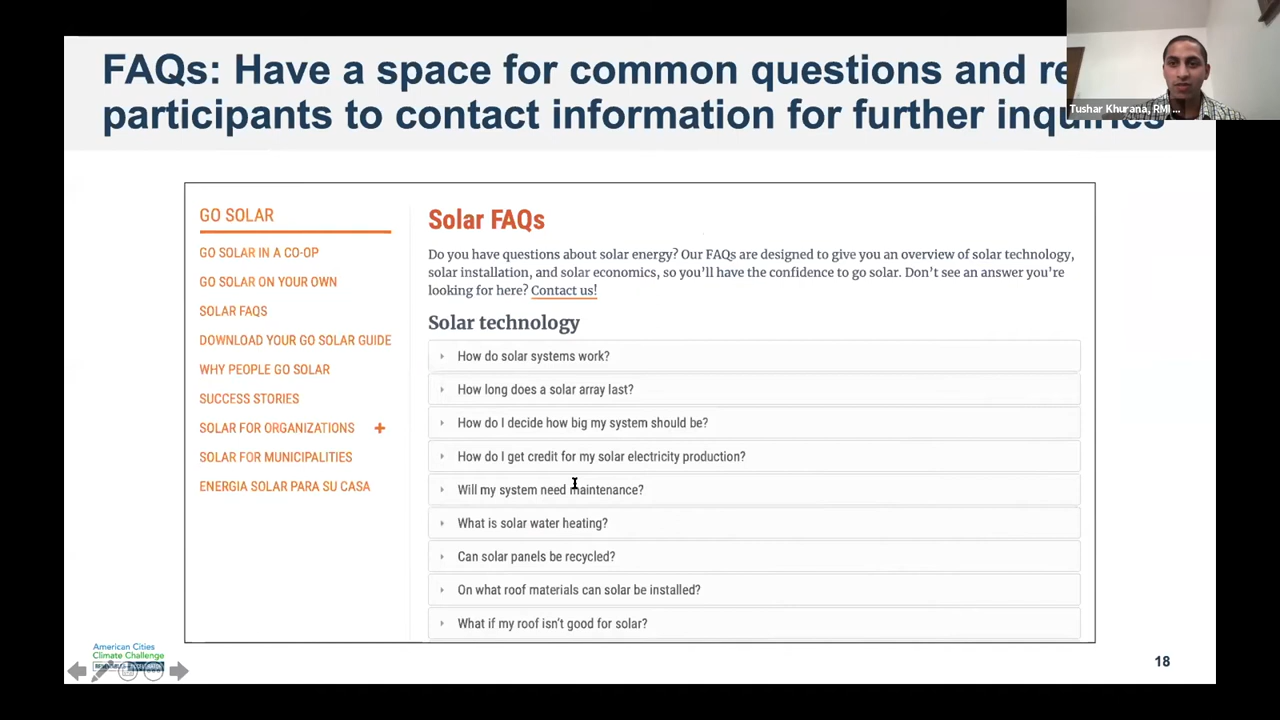 FAQs: Have a space for common questions and re
participants to contact information for further inquiries
Tushar Khurana, RMI ...
GO SOLAR
GO SOLAR IN A CO-OP
GO SOLAR ON YOUR OWN
SOLAR FAQS
DOWNLOAD YOUR GO SOLAR GUIDE
WHY PEOPLE GO SOLAR
SUCCESS STORIES
SOLAR FOR ORGANIZATIONS +
SOLAR FOR MUNICIPALITIES
ENERGIA SOLAR PARA SU CASA
Solar FAQs
Do you have questions about solar energy? Our FAQs are designed to give you an overview of solar technology,
solar installation, and solar economics, so you’ll have the confidence to go solar. Don’t see an answer you’re
looking for here? Contact us!
Solar technology
How do solar systems work?
How long does a solar array last?
How do I decide how big my system should be?
How do I get credit for my solar electricity production?
Will my system need maintenance?
What is solar water heating?
Can solar panels be recycled?
On what roof materials can solar be installed?
What if my roof isn’t good for solar?
American Cities
Climate Challenge
18